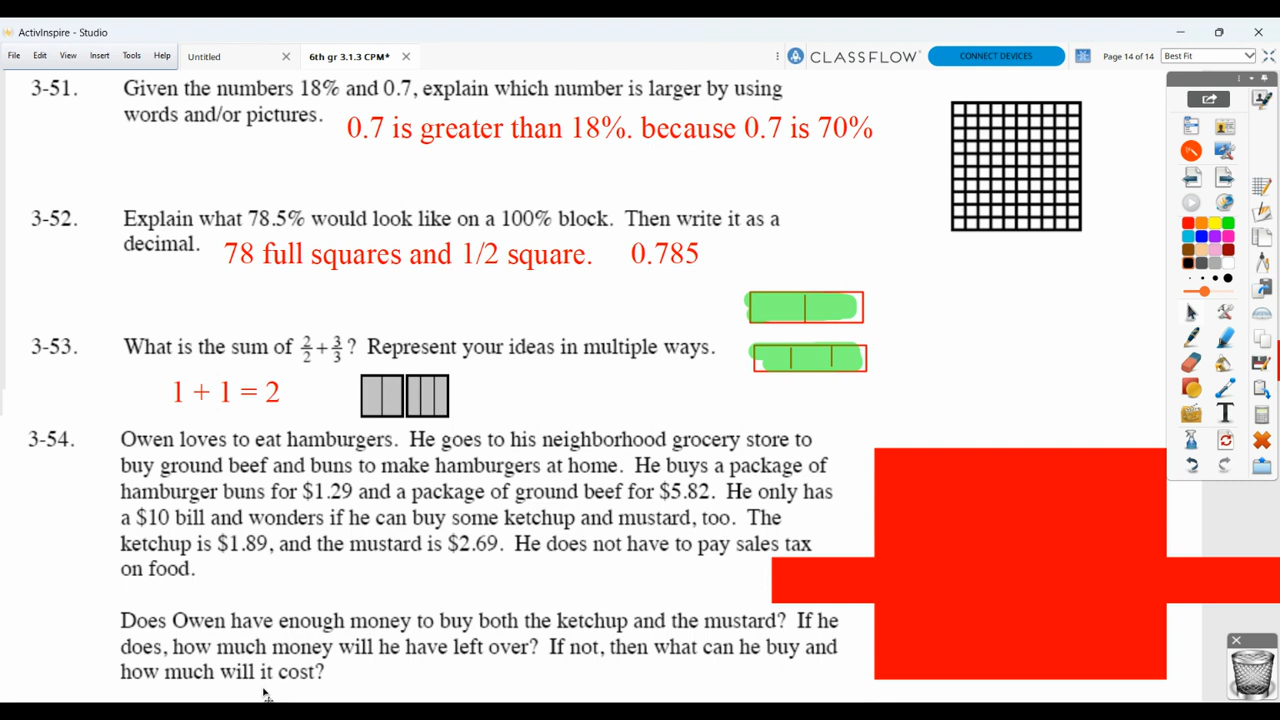 ActivInspire - Studio
File Edit View Insert Tools Help Untitled 6th gr 3.1.3 CPM* CLASSFLOW CONNECT DEVICES Page 14 of 14 Best Fit
3-51. Given the numbers 18% and 0.7, explain which number is larger by using
words and/or pictures.
0.7 is greater than 18%. because 0.7 is 70%
3-52. Explain what 78.5% would look like on a 100% block. Then write it as a
decimal.
78 full squares and 1/2 square. 0.785
3-53. What is the sum of 2/2 + 3/3? Represent your ideas in multiple ways.
1 + 1 = 2
3-54. Owen loves to eat hamburgers. He goes to his neighborhood grocery store to
buy ground beef and buns to make hamburgers at home. He buys a package of
hamburger buns for $1.29 and a package of ground beef for $5.82. He only has
a $10 bill and wonders if he can buy some ketchup and mustard, too. The
ketchup is $1.89, and the mustard is $2.69. He does not have to pay sales tax
on food.
Does Owen have enough money to buy both the ketchup and the mustard? If he
does, how much money will he have left over? If not, then what can he buy and
how much will it cost?